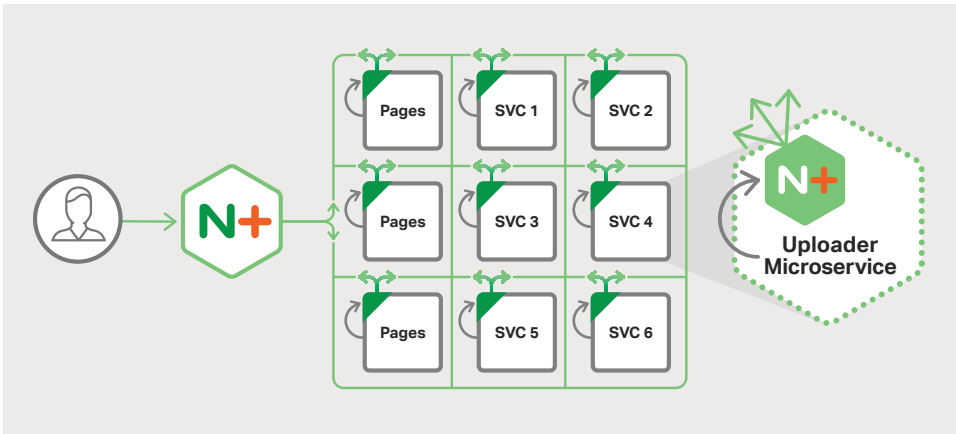 Pages
SVC 1
SVC 2
N+
N+
Pages
SVC 3
SVC 4
Uploader
Microservice
Pages
SVC 5
SVC 6